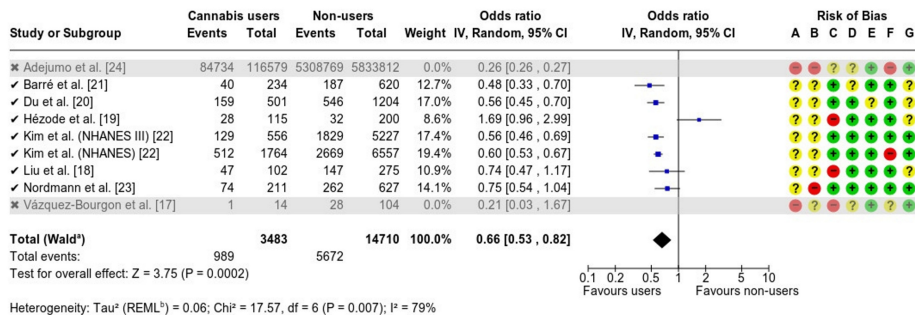 Cannabis users Non-users Odds ratio Odds ratio Risk of Bias
Study or Subgroup Events Total Events Total Weight IV, Random, 95% CI IV, Random, 95% CI A B C D E F G
✖ Adejumo et al. [24] 84734 116579 5308769 5833812 0.0% 0.26 [0.26 , 0.27] − − ? ? + − +
✔ Barré et al. [21] 40 234 187 620 12.7% 0.48 [0.33 , 0.70] ? ? ? + + + ?
✔ Du et al. [20] 159 501 546 1204 17.4% 0.56 [0.45 , 0.70] ? ? + + ? + ?
✔ Hézode et al. [19] 28 115 32 200 8.6% 1.69 [0.96 , 2.99] ? ? − + + + ?
✔ Kim et al. (NHANES III) [22] 129 556 1829 5227 17.4% 0.56 [0.46 , 0.69] ? ? + + + + ?
✔ Kim et al. (NHANES) [22] 512 1764 2669 6557 19.4% 0.60 [0.53 , 0.67] ? ? + + + − ?
✔ Liu et al. [18] 47 102 147 275 10.4% 0.74 [0.47 , 1.17] ? ? − + + + ?
✔ Nordmann et al. [23] 74 211 262 627 14.1% 0.75 [0.54 , 1.04] ? − + + + + ?
✖ Vázquez-Bourgon et al. [17] 1 14 28 104 0.0% 0.21 [0.03 , 1.67] − ? − ? + ? +
Total (Waldᵃ) 3483 14710 100.0% 0.66 [0.53 , 0.82]
Total events: 989 5672
Test for overall effect: Z = 3.75 (P = 0.0002) 0.1 0.2 0.5 1 2 5 10
Favours users Favours non-users
Heterogeneity: Tau² (REMLᵇ) = 0.06; Chi² = 17.57, df = 6 (P = 0.007); I² = 79%